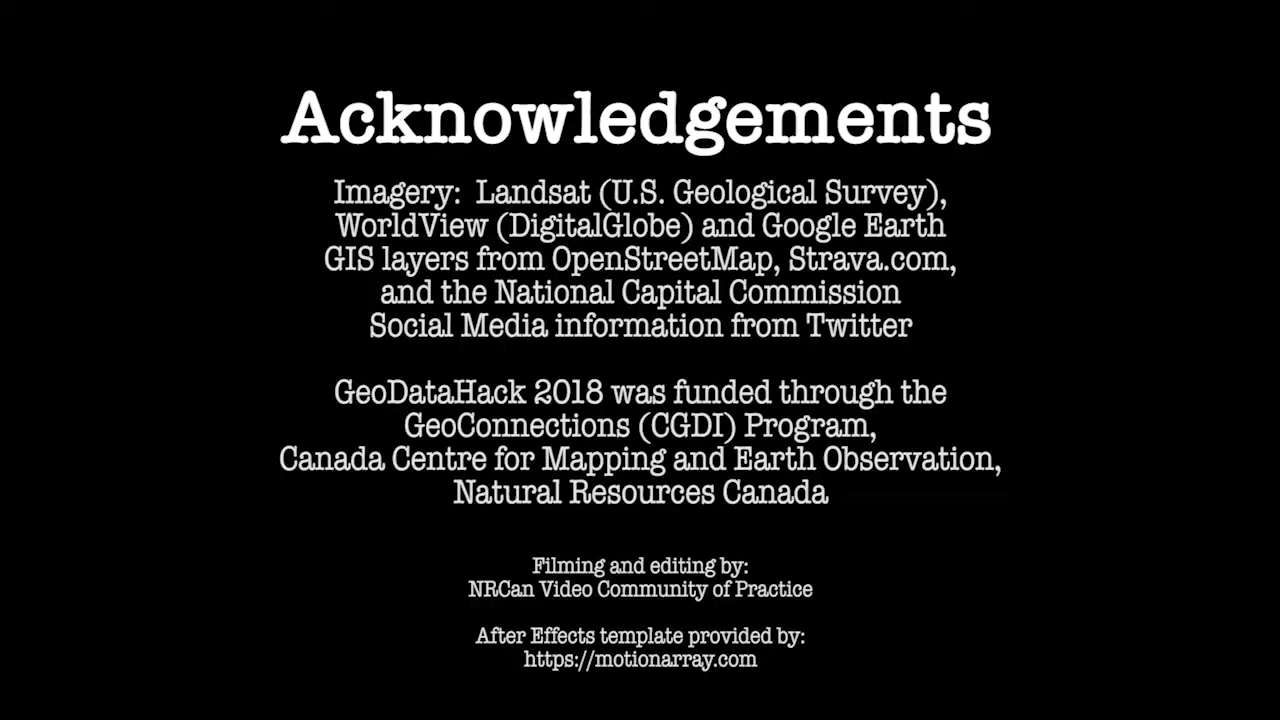 Acknowledgements
Imagery:  Landsat (U.S. Geological Survey),
WorldView (DigitalGlobe) and Google Earth
GIS layers from OpenStreetMap, Strava.com,
and the National Capital Commission
Social Media information from Twitter
GeoDataHack 2018 was funded through the
GeoConnections (CGDI) Program,
Canada Centre for Mapping and Earth Observation,
Natural Resources Canada
Filming and editing by:
NRCan Video Community of Practice
After Effects template provided by:
https://motionarray.com